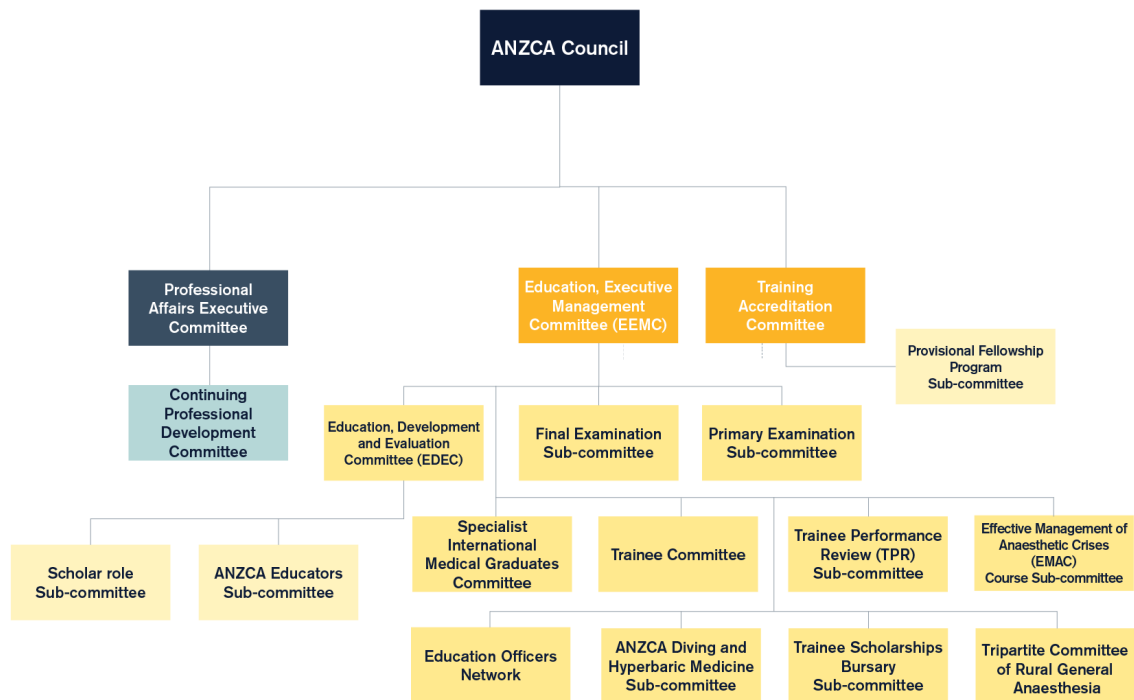 ANZCA Council
Professional
Affairs Executive
Committee
Education, Executive
Management
Committee (EEMC)
Training
Accreditation
Committee
Provisional Fellowship
Program
Sub-committee
Continuing
Professional
Development
Committee
Education, Development
and Evaluation
Committee (EDEC)
Final Examination
Sub-committee
Primary Examination
Sub-committee
Scholar role
Sub-committee
ANZCA Educators
Sub-committee
Specialist
International
Medical Graduates
Committee
Trainee Committee
Trainee Performance
Review (TPR)
Sub-committee
Effective Management of
Anaesthetic Crises
(EMAC)
Course Sub-committee
Education Officers
Network
ANZCA Diving and
Hyperbaric Medicine
Sub-committee
Trainee Scholarships
Bursary
Sub-committee
Tripartite Committee
of Rural General
Anaesthesia